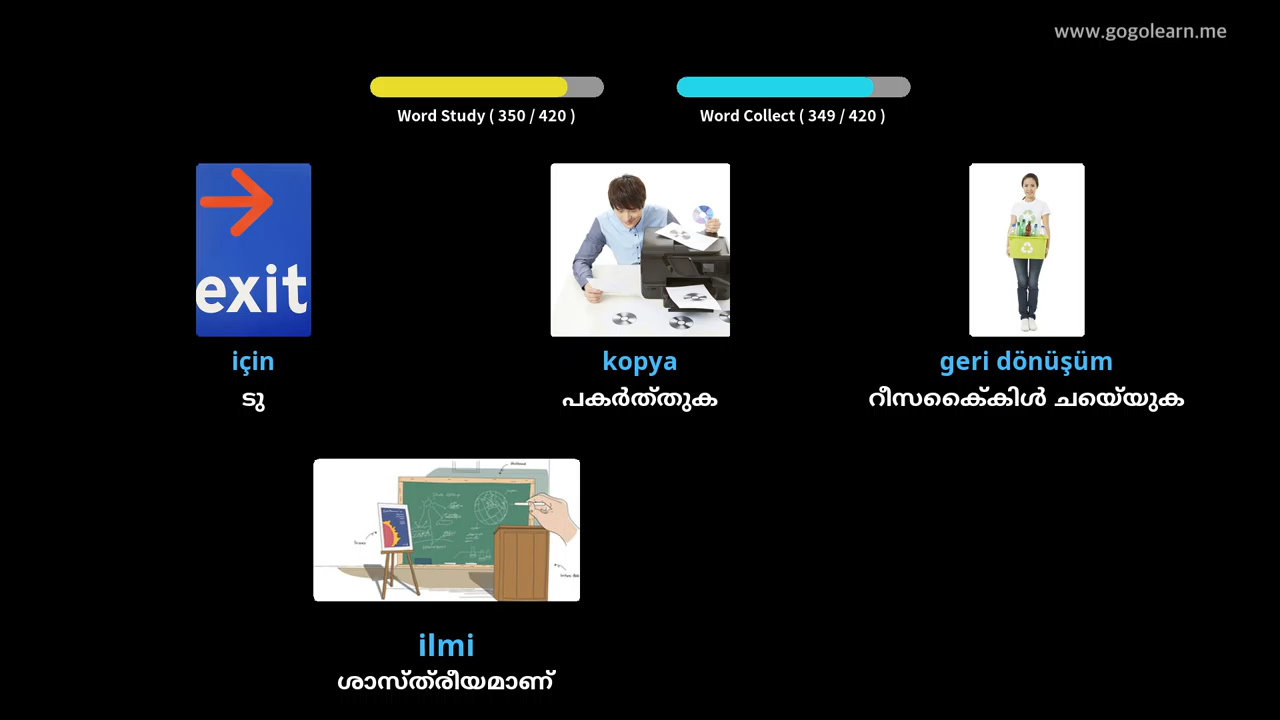 www.gogolearn.me
Word Study ( 350 / 420 )
Word Collect ( 349 / 420 )
exit
için
ടു
kopya
പകർത്തുക
geri dönüşüm
റീസൈക്കിൾ ചെയ്യുക
ilmi
ശാസ്ത്രീയമാണ്